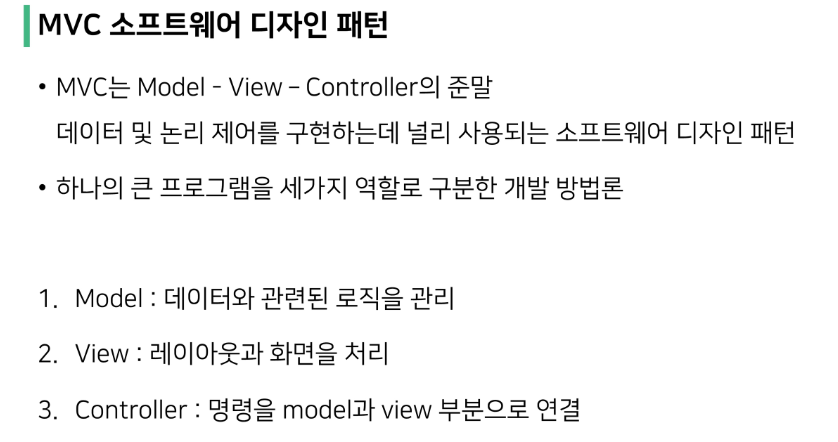 MVC 소프트웨어 디자인 패턴
• MVC는 Model - View – Controller의 준말
데이터 및 논리 제어를 구현하는데 널리 사용되는 소프트웨어 디자인 패턴
• 하나의 큰 프로그램을 세가지 역할로 구분한 개발 방법론
1. Model : 데이터와 관련된 로직을 관리
2. View : 레이아웃과 화면을 처리
3. Controller : 명령을 model과 view 부분으로 연결